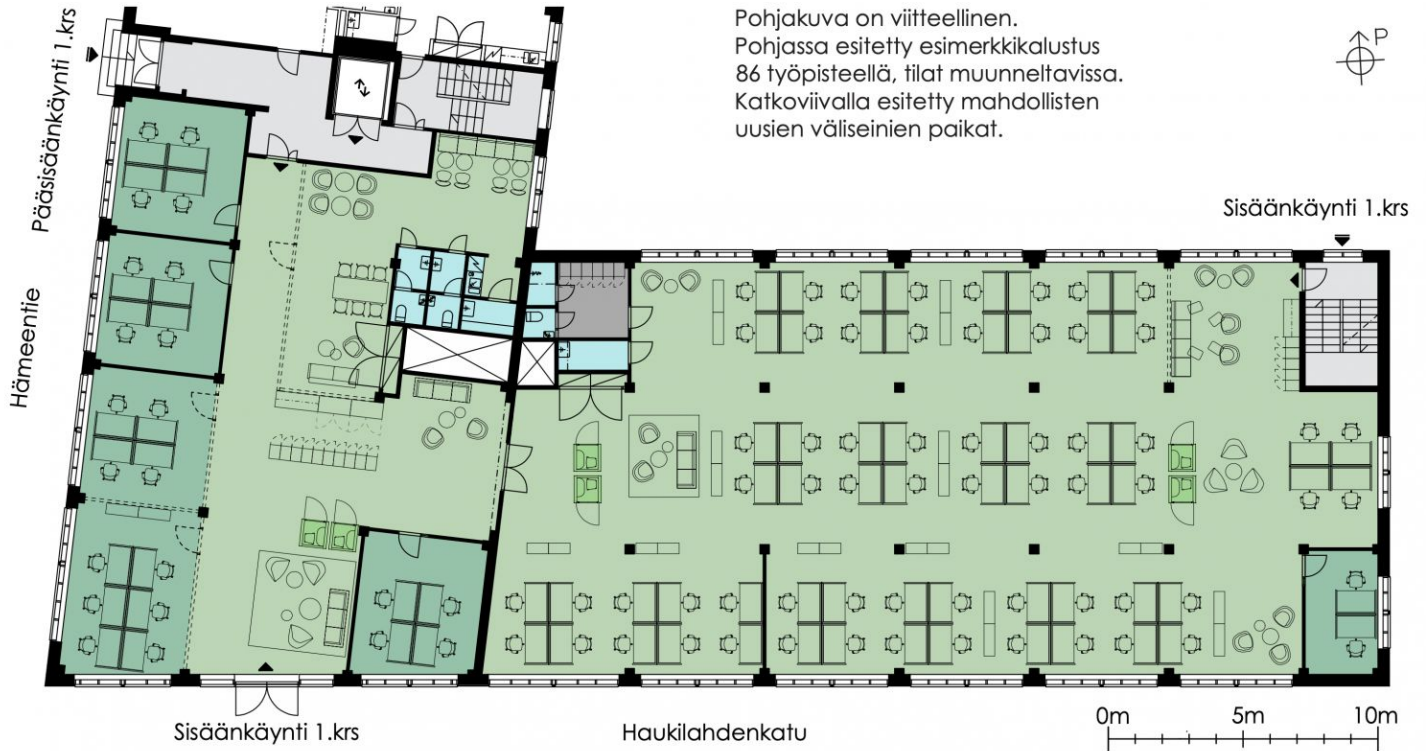 Pohjakuva on viitteellinen.
Pohjassa esitetty esimerkkikalustus
86 työpisteellä, tilat muunneltavissa.
Katkoviivalla esitetty mahdollisten
uusien väliseinien paikat.
P
Pääsisäänkäynti 1.krs
Hämeentie
Sisäänkäynti 1.krs
Sisäänkäynti 1.krs
Haukilahdenkatu
0m 5m 10m